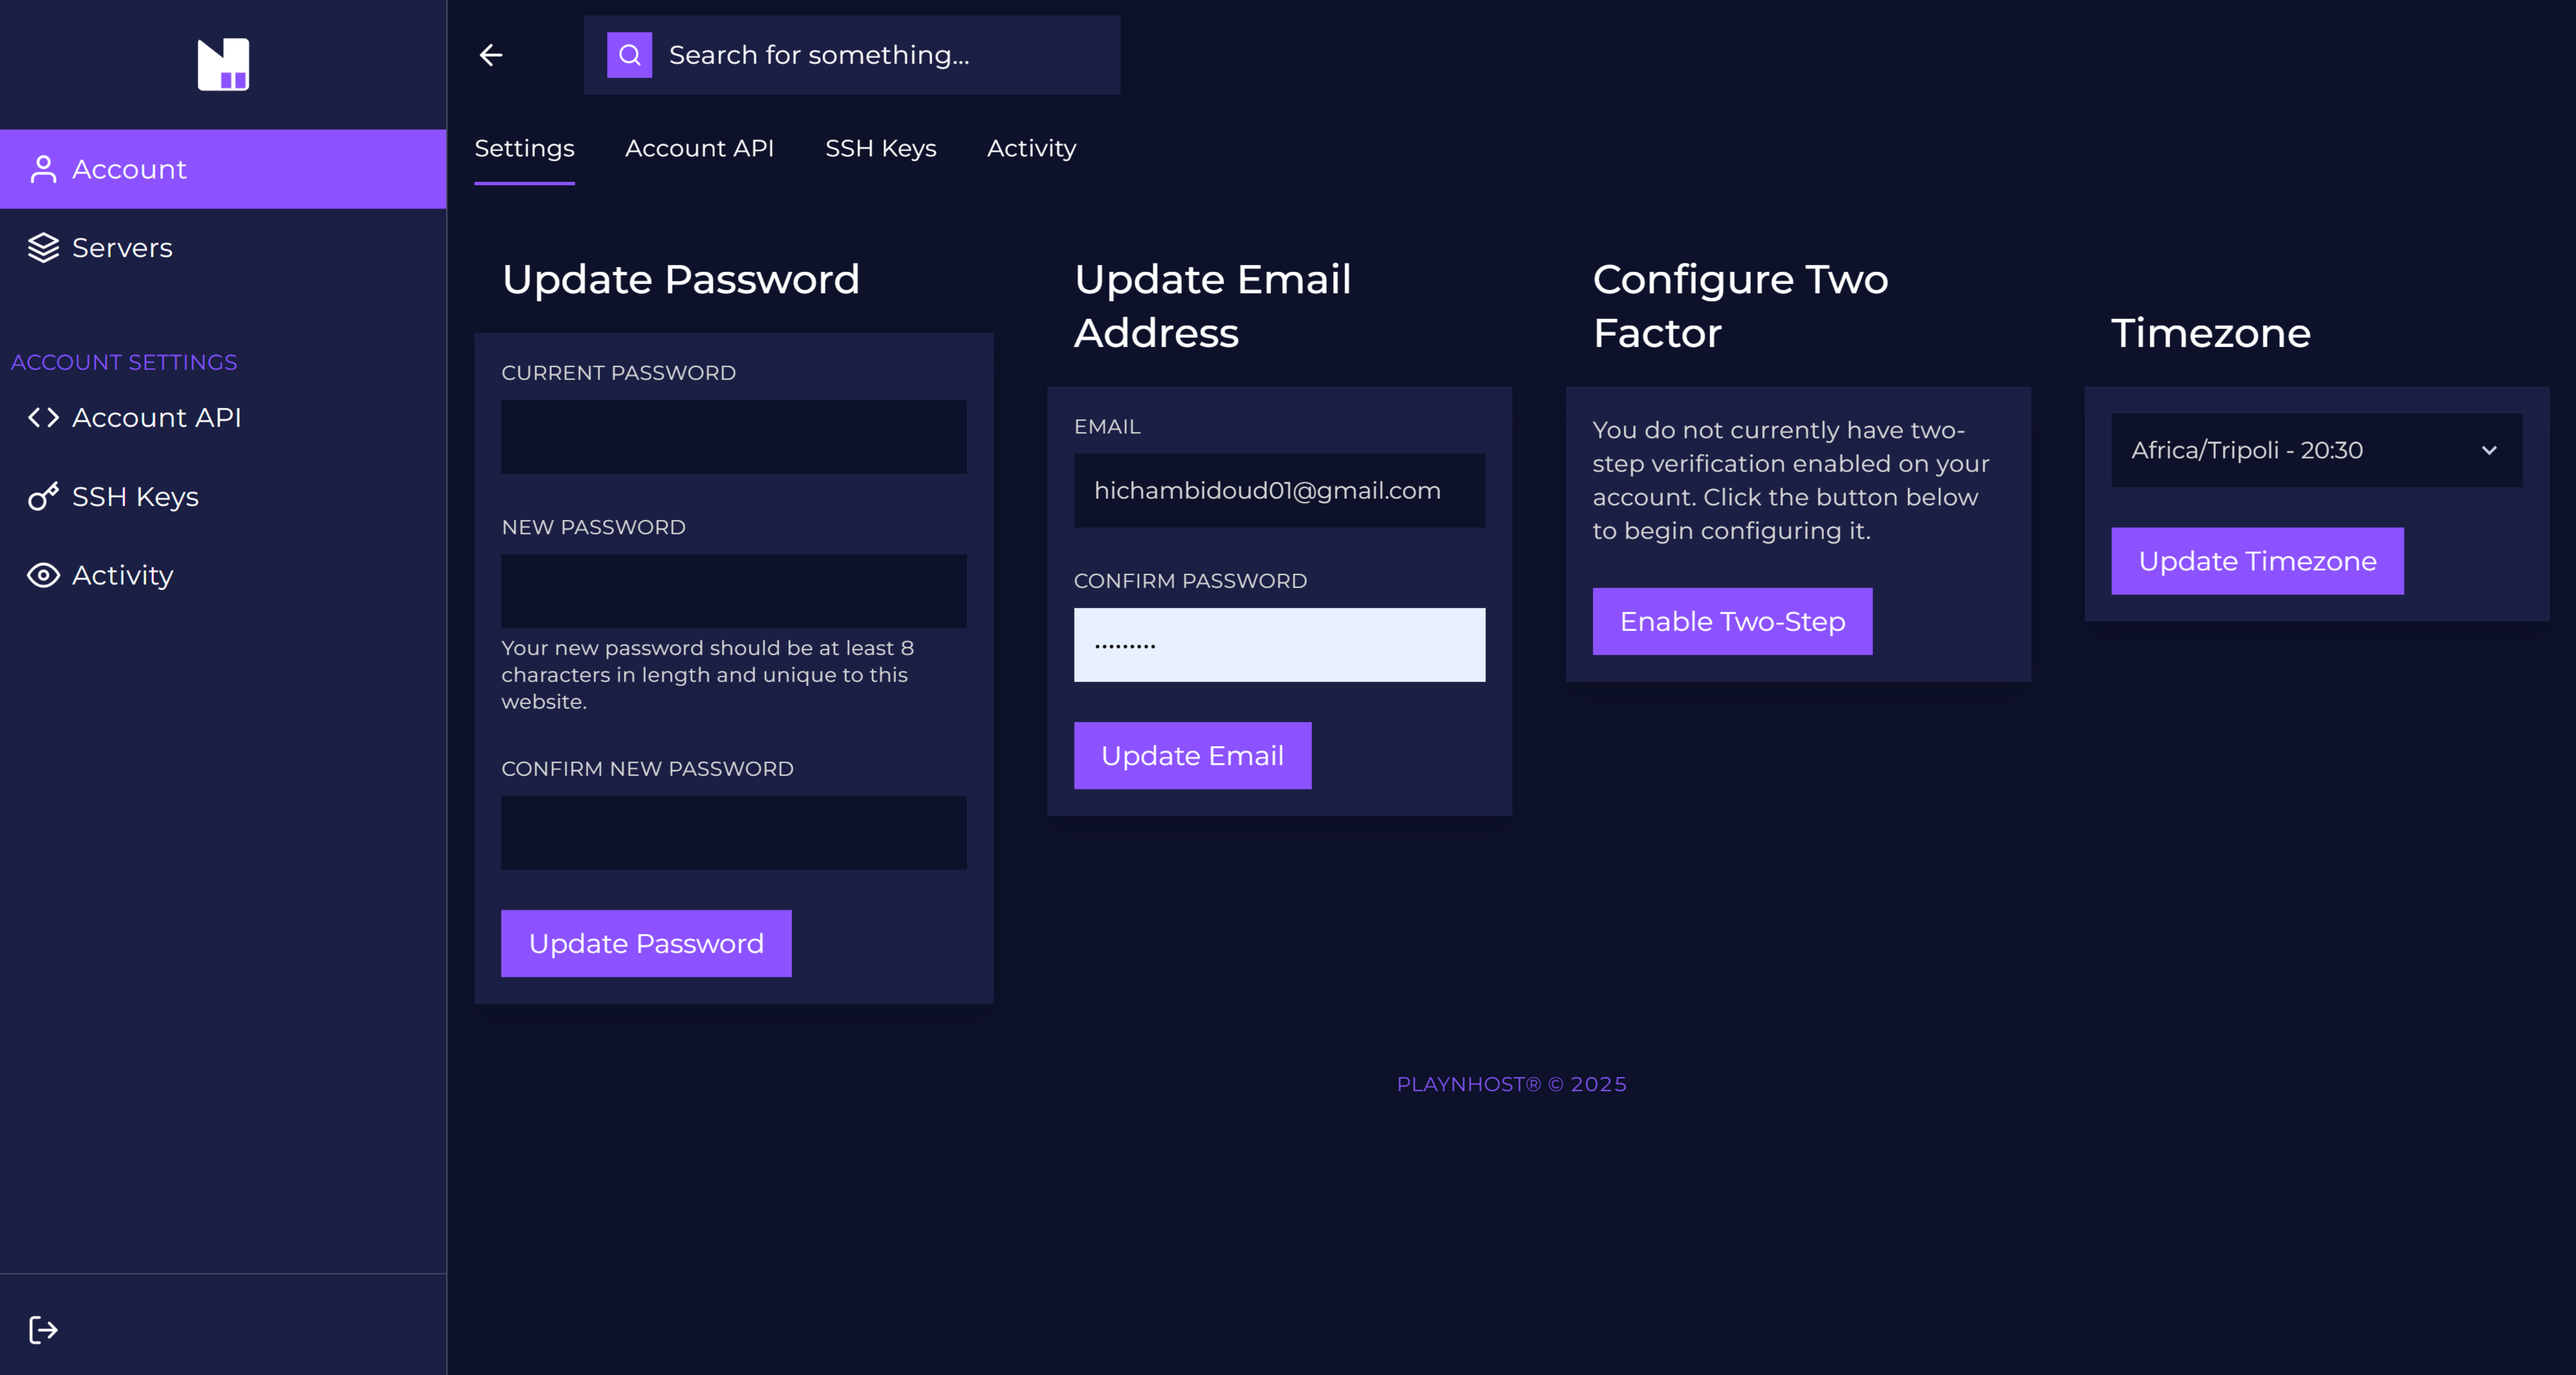 Account
Servers
ACCOUNT SETTINGS
Account API
SSH Keys
Activity
Search for something...
Settings
Account API
SSH Keys
Activity
Update Password
CURRENT PASSWORD
NEW PASSWORD
Your new password should be at least 8
characters in length and unique to this
website.
CONFIRM NEW PASSWORD
Update Password
Update Email
Address
EMAIL
hichambidoud01@gmail.com
CONFIRM PASSWORD
•••••••••
Update Email
Configure Two
Factor
You do not currently have two-
step verification enabled on your
account. Click the button below
to begin configuring it.
Enable Two-Step
Timezone
Africa/Tripoli - 20:30
Update Timezone
PLAYNHOST® © 2025